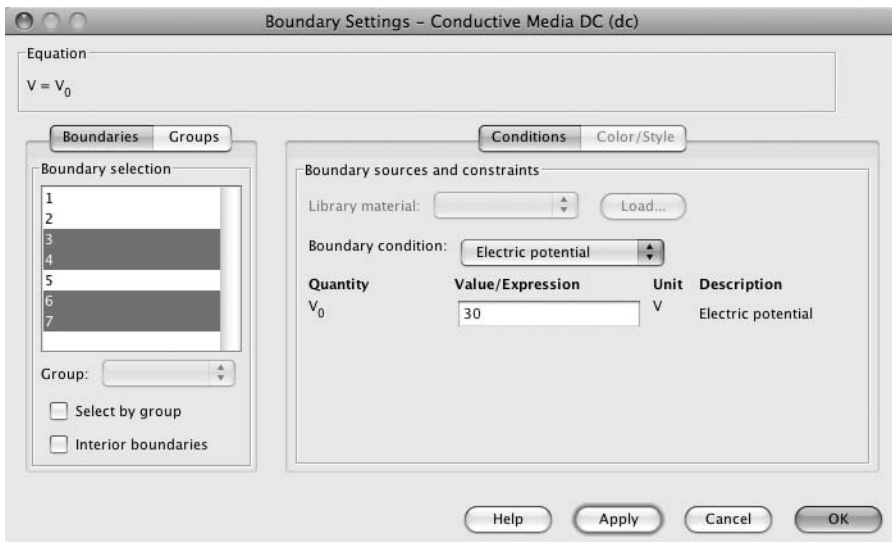 Boundary Settings – Conductive Media DC (dc)
Equation
V = V0
Boundaries Groups
Boundary selection
1
2
3
4
5
6
7
Group:
Select by group
Interior boundaries
Conditions Color/Style
Boundary sources and constraints
Library material: Load...
Boundary condition: Electric potential
Quantity Value/Expression Unit Description
V0 30 V Electric potential
Help Apply Cancel OK